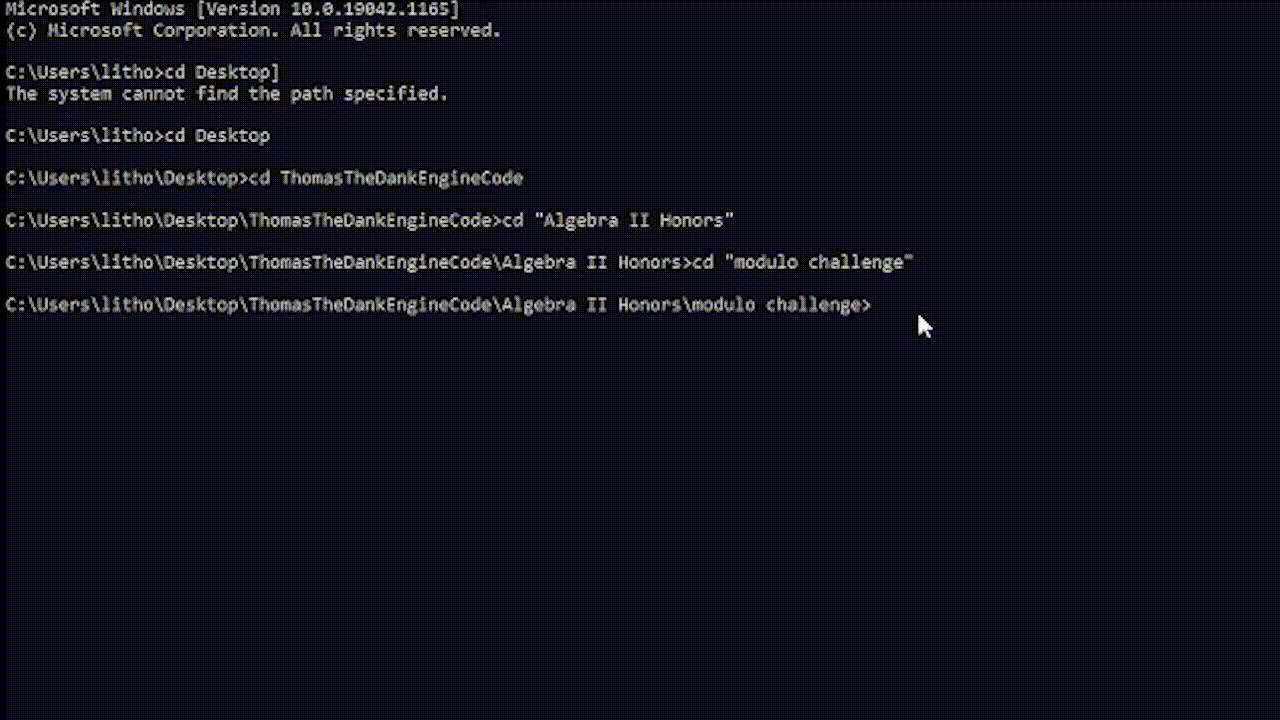 Microsoft Windows [Version 10.0.19042.1165]
(c) Microsoft Corporation. All rights reserved.
C:\Users\litho>cd Desktop]
The system cannot find the path specified.
C:\Users\litho>cd Desktop
C:\Users\litho\Desktop>cd ThomasTheDankEngineCode
C:\Users\litho\Desktop\ThomasTheDankEngineCode>cd "Algebra II Honors"
C:\Users\litho\Desktop\ThomasTheDankEngineCode\Algebra II Honors>cd "modulo challenge"
C:\Users\litho\Desktop\ThomasTheDankEngineCode\Algebra II Honors\modulo challenge>